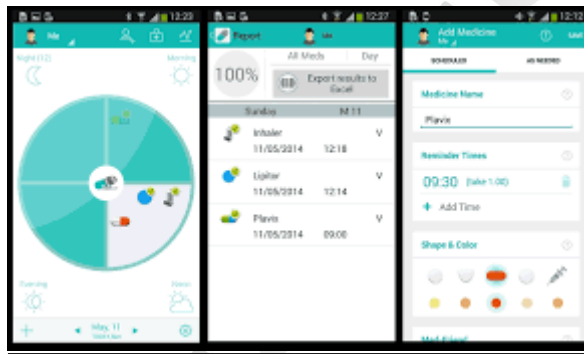 12:23
Me
Night (12)
Morning
Evening
Noon
May, 11
12:27
Report
Me
All Meds
Day
100%
Export results to
Excel
Sunday
M 11
Inhaler
V
11/05/2014
12:18
Lipitor
V
11/05/2014
12:14
Plavix
V
11/05/2014
09:00
12:12
Add Medicine
Me
SCHEDULED
AS NEEDED
Medicine Name
Plavix
Reminder Times
09:30 (take 1.00)
+ Add Time
Shape & Color